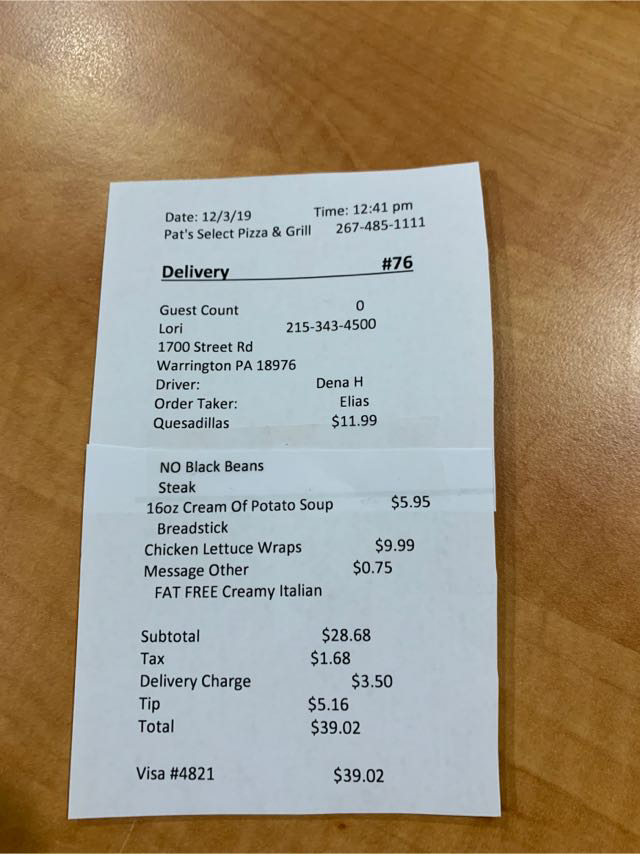 Date: 12/3/19 Time: 12:41 pm
Pat's Select Pizza & Grill 267-485-1111
Delivery #76
Guest Count 0
Lori 215-343-4500
1700 Street Rd
Warrington PA 18976
Driver: Dena H
Order Taker: Elias
Quesadillas $11.99
NO Black Beans
Steak
16oz Cream Of Potato Soup $5.95
Breadstick
Chicken Lettuce Wraps $9.99
Message Other $0.75
FAT FREE Creamy Italian
Subtotal $28.68
Tax $1.68
Delivery Charge $3.50
Tip $5.16
Total $39.02
Visa #4821 $39.02